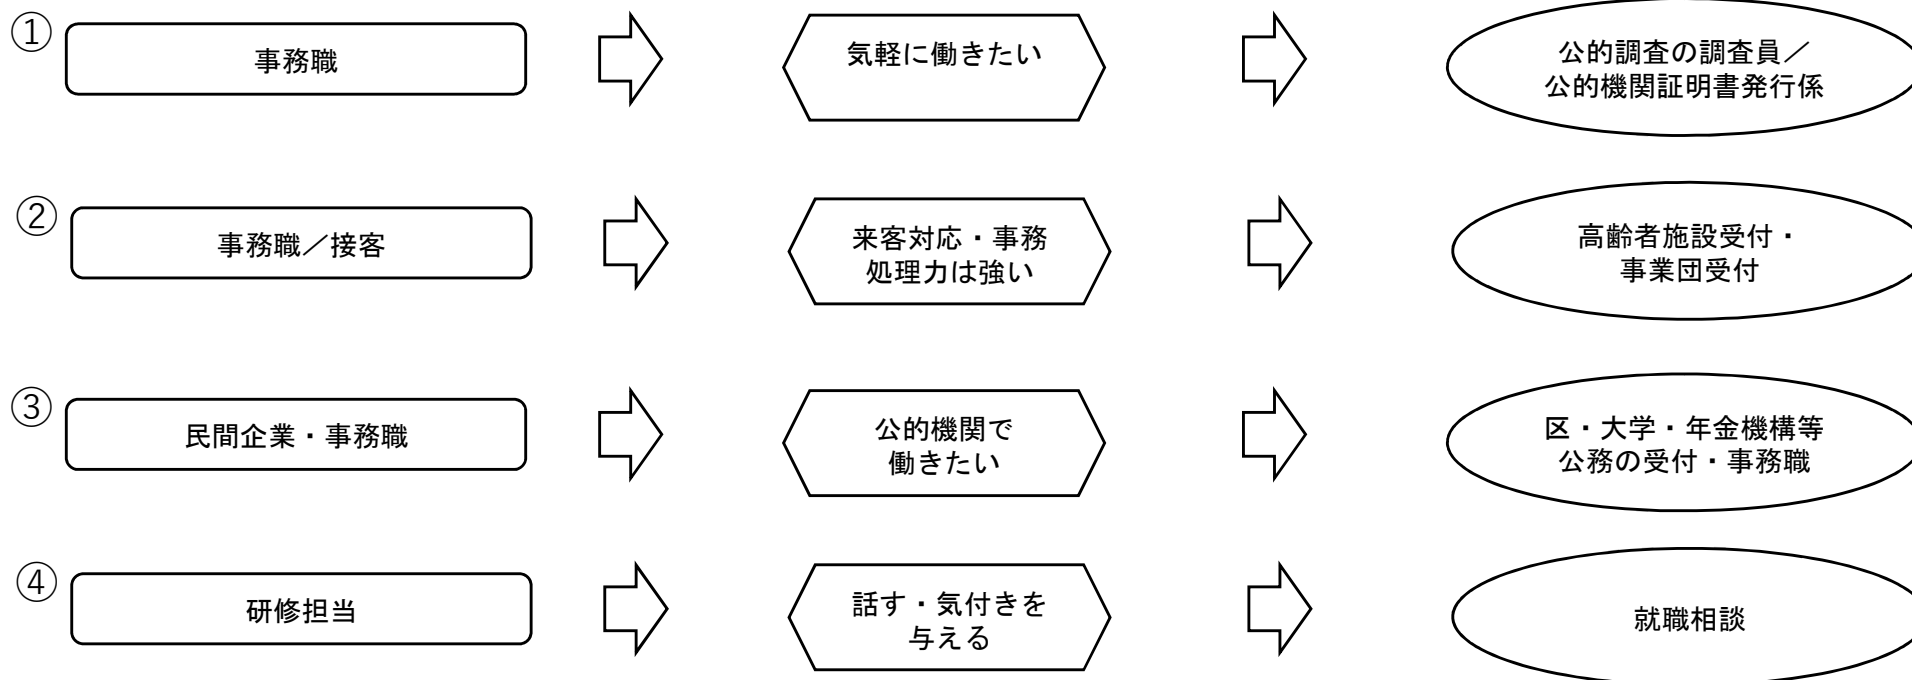 ①
事務職
気軽に働きたい
公的調査の調査員／
公的機関証明書発行係
②
事務職／接客
来客対応・事務
処理力は強い
高齢者施設受付・
事業団受付
③
民間企業・事務職
公的機関で
働きたい
区・大学・年金機構等
公務の受付・事務職
④
研修担当
話す・気付きを
与える
就職相談